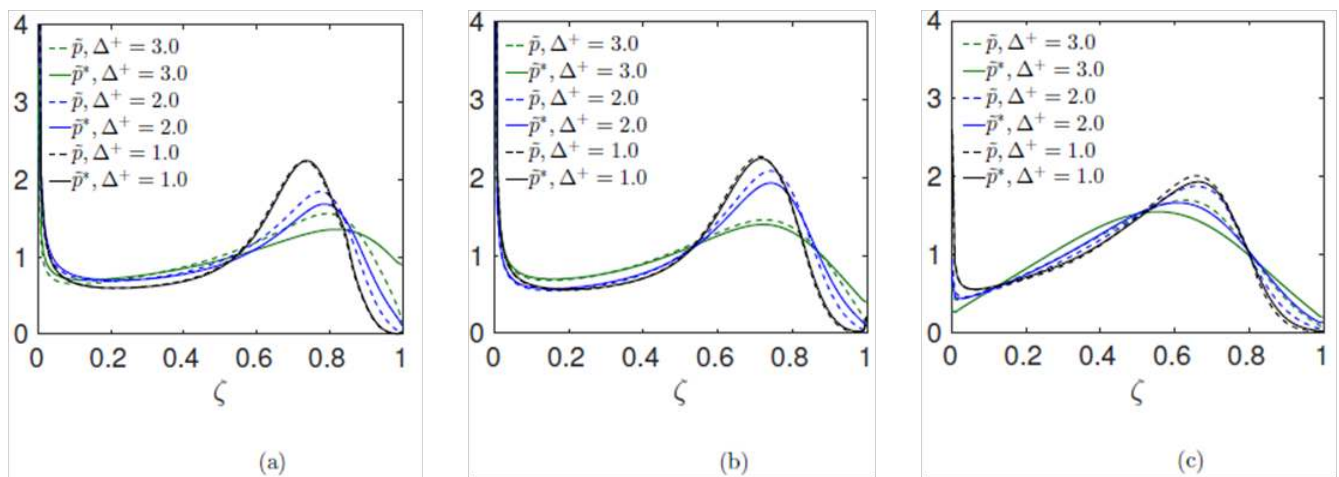 4
3
2
1
0
p̃, Δ⁺ = 3.0
p̃*, Δ⁺ = 3.0
p̃, Δ⁺ = 2.0
p̃*, Δ⁺ = 2.0
p̃, Δ⁺ = 1.0
p̃*, Δ⁺ = 1.0
0 0.2 0.4 0.6 0.8 1
ζ
(a)
4
3
2
1
0
p̃, Δ⁺ = 3.0
p̃*, Δ⁺ = 3.0
p̃, Δ⁺ = 2.0
p̃*, Δ⁺ = 2.0
p̃, Δ⁺ = 1.0
p̃*, Δ⁺ = 1.0
0 0.2 0.4 0.6 0.8 1
ζ
(b)
4
3
2
1
0
p̃, Δ⁺ = 3.0
p̃*, Δ⁺ = 3.0
p̃, Δ⁺ = 2.0
p̃*, Δ⁺ = 2.0
p̃, Δ⁺ = 1.0
p̃*, Δ⁺ = 1.0
0 0.2 0.4 0.6 0.8 1
ζ
(c)